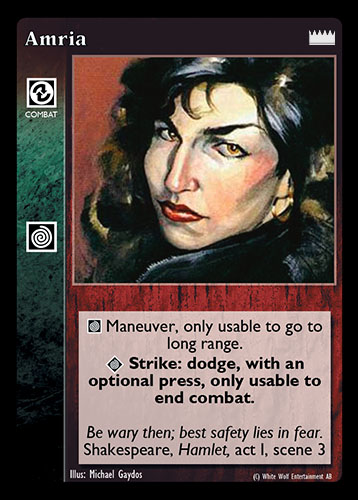 Amria
COMBAT
Maneuver, only usable to go to
long range.
Strike: dodge, with an
optional press, only usable to
end combat.
Be wary then; best safety lies in fear.
Shakespeare, Hamlet, act I, scene 3
Illus: Michael Gaydos
(C) White Wolf Entertainment AB